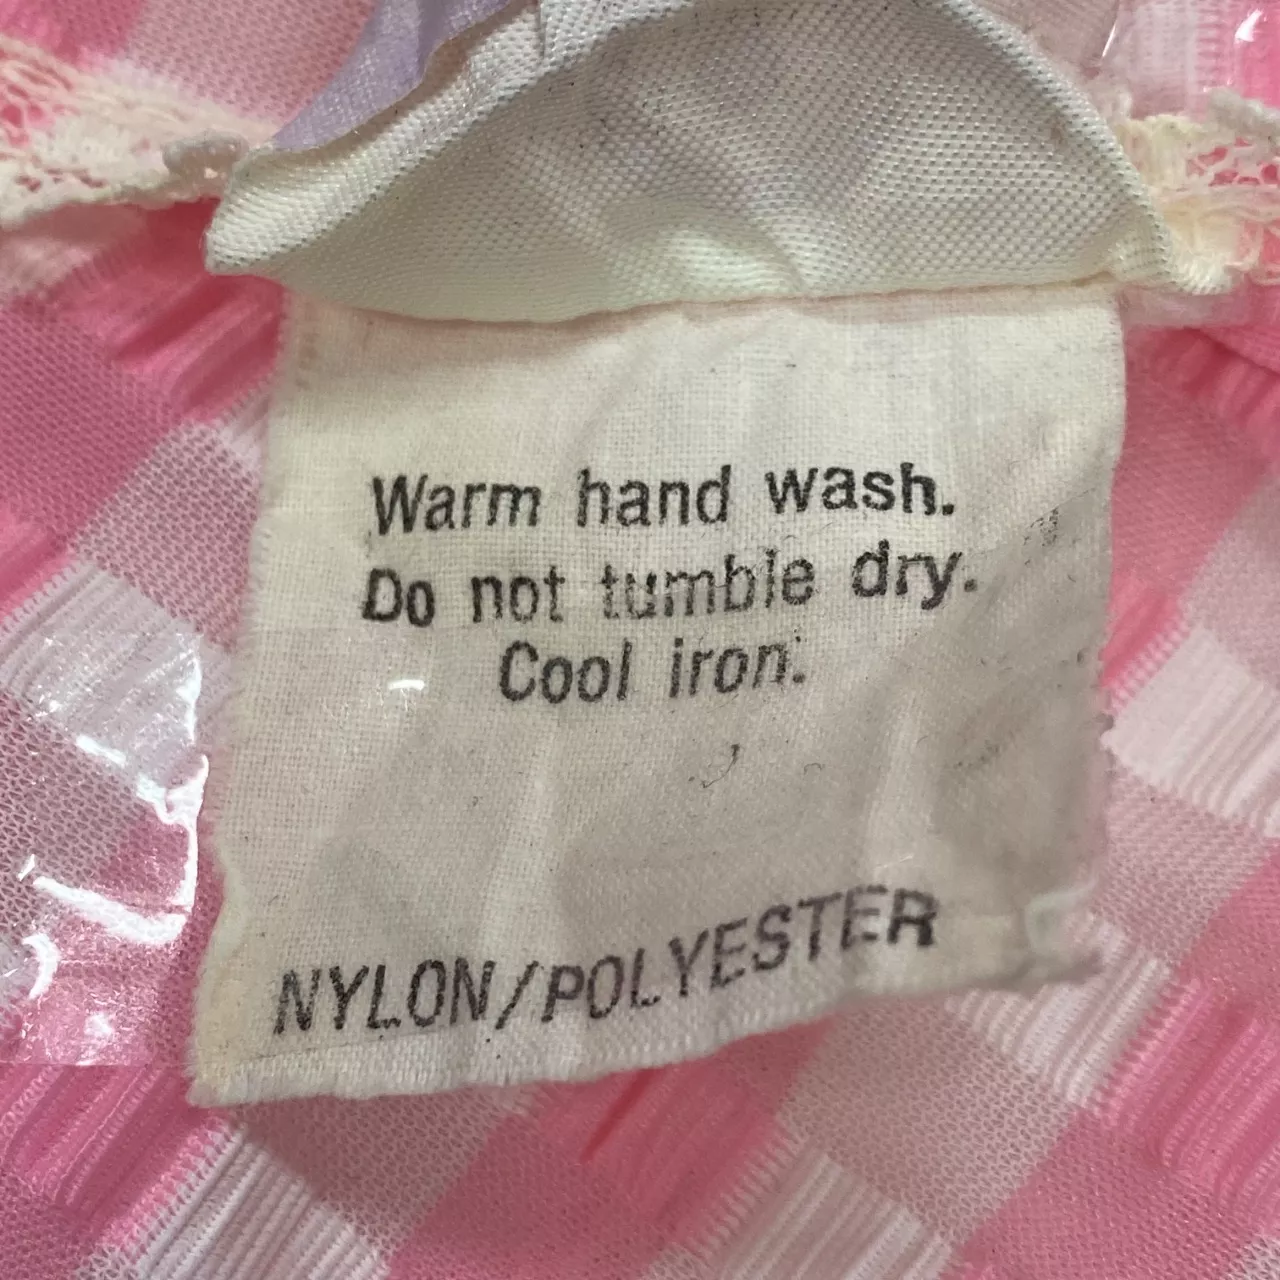 Warm hand wash.
Do not tumble dry.
Cool iron.
NYLON/POLYESTER